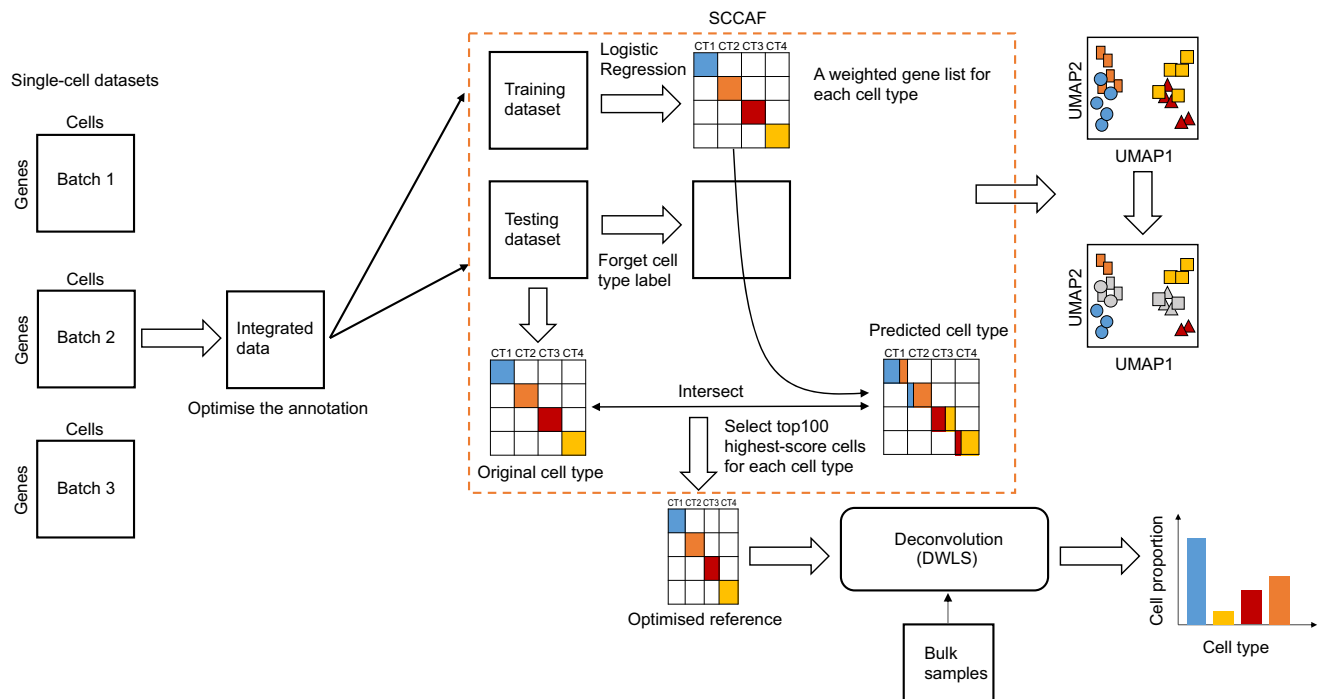 SCCAF
Single-cell datasets
Cells
Genes
Batch 1
Cells
Genes
Batch 2
Cells
Genes
Batch 3
Integrated
data
Optimise the annotation
Training
dataset
Logistic
Regression
CT1 CT2 CT3 CT4
A weighted gene list for
each cell type
Testing
dataset
Forget cell
type label
CT1 CT2 CT3 CT4
Original cell type
Intersect
Select top100
highest-score cells
for each cell type
Predicted cell type
CT1 CT2 CT3 CT4
UMAP2
UMAP1
UMAP2
UMAP1
CT1 CT2 CT3 CT4
Optimised reference
Deconvolution
(DWLS)
Bulk
samples
Cell proportion
Cell type